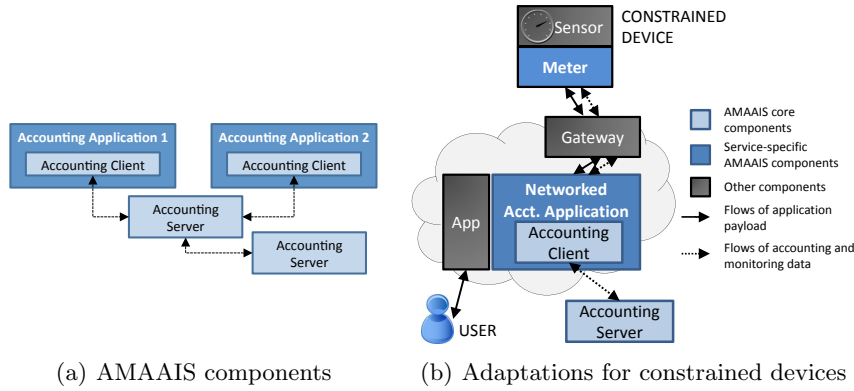 Accounting Application 1
Accounting Client
Accounting Application 2
Accounting Client
Accounting
Server
Accounting
Server
(a) AMAAIS components
Sensor
CONSTRAINED
DEVICE
Meter
Gateway
App
Networked
Acct. Application
Accounting
Client
USER
Accounting
Server
AMAAIS core
components
Service-specific
AMAAIS components
Other components
Flows of application
payload
Flows of accounting and
monitoring data
(b) Adaptations for constrained devices